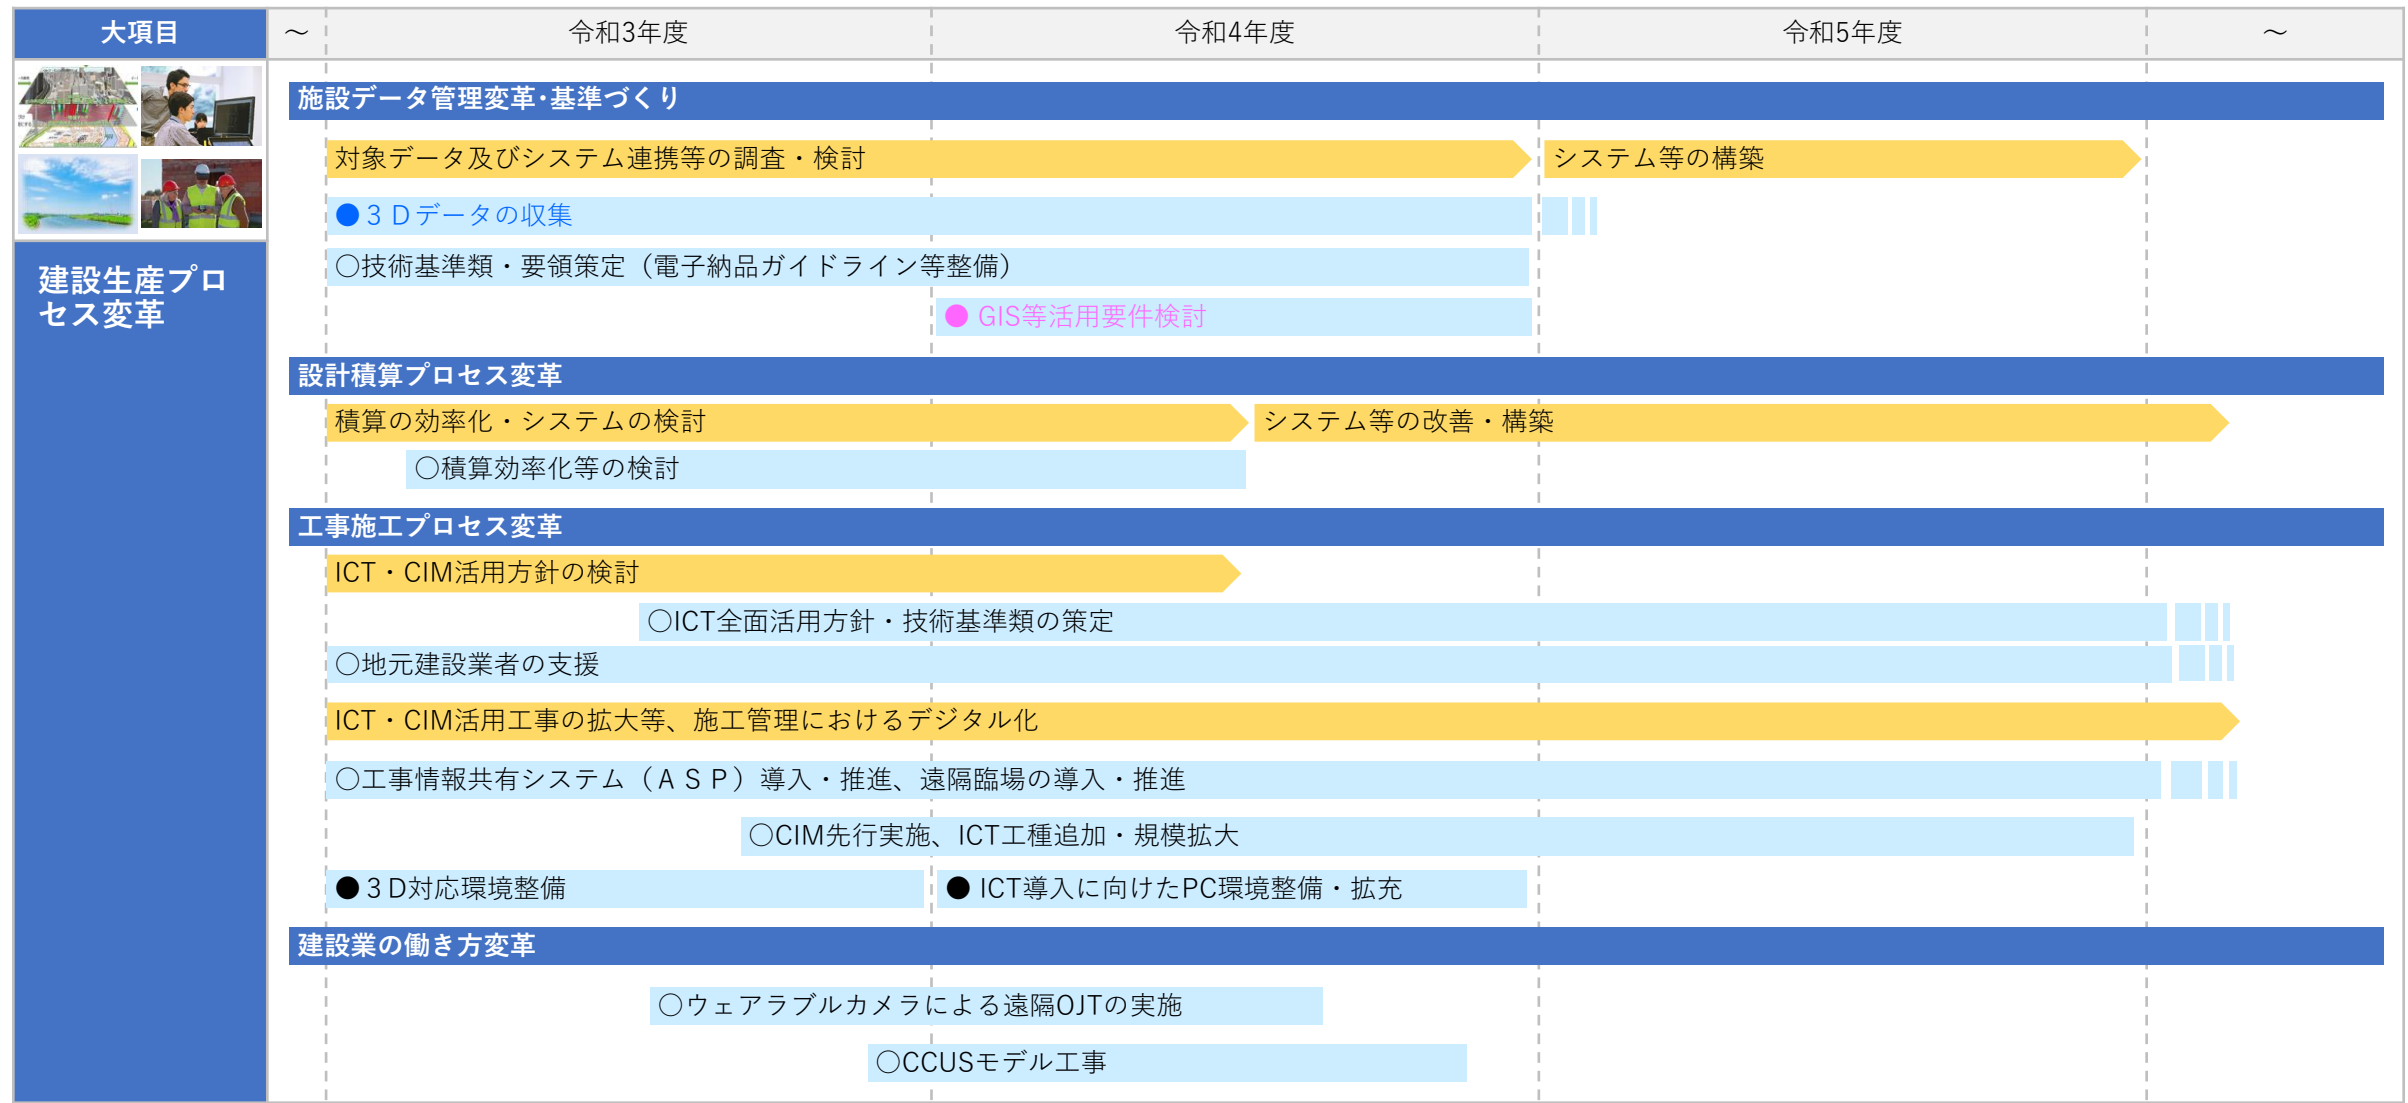 大項目
～
令和3年度
令和4年度
令和5年度
～
建設生産プロ
セス変革
施設データ管理変革･基準づくり
対象データ及びシステム連携等の調査・検討
システム等の構築
●３Ｄデータの収集
○技術基準類・要領策定（電子納品ガイドライン等整備）
● GIS等活用要件検討
設計積算プロセス変革
積算の効率化・システムの検討
システム等の改善・構築
○積算効率化等の検討
工事施工プロセス変革
ICT・CIM活用方針の検討
○ICT全面活用方針・技術基準類の策定
○地元建設業者の支援
ICT・CIM活用工事の拡大等、施工管理におけるデジタル化
○工事情報共有システム（ＡＳＰ）導入・推進、遠隔臨場の導入・推進
○CIM先行実施、ICT工種追加・規模拡大
●３D対応環境整備
● ICT導入に向けたPC環境整備・拡充
建設業の働き方変革
○ウェアラブルカメラによる遠隔OJTの実施
○CCUSモデル工事